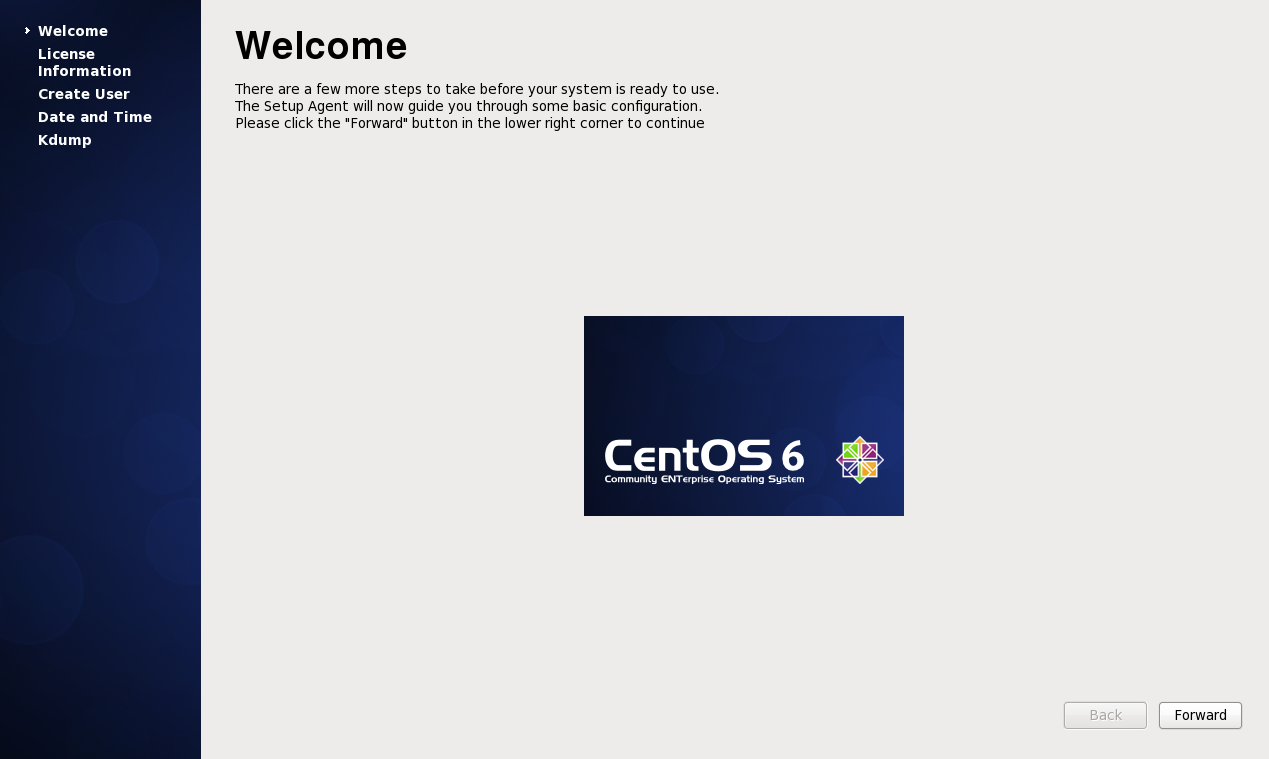 Welcome
License
Information
Create User
Date and Time
Kdump
Welcome
There are a few more steps to take before your system is ready to use.
The Setup Agent will now guide you through some basic configuration.
Please click the "Forward" button in the lower right corner to continue
CentOS 6
Community ENTerprise Operating System
Back
Forward